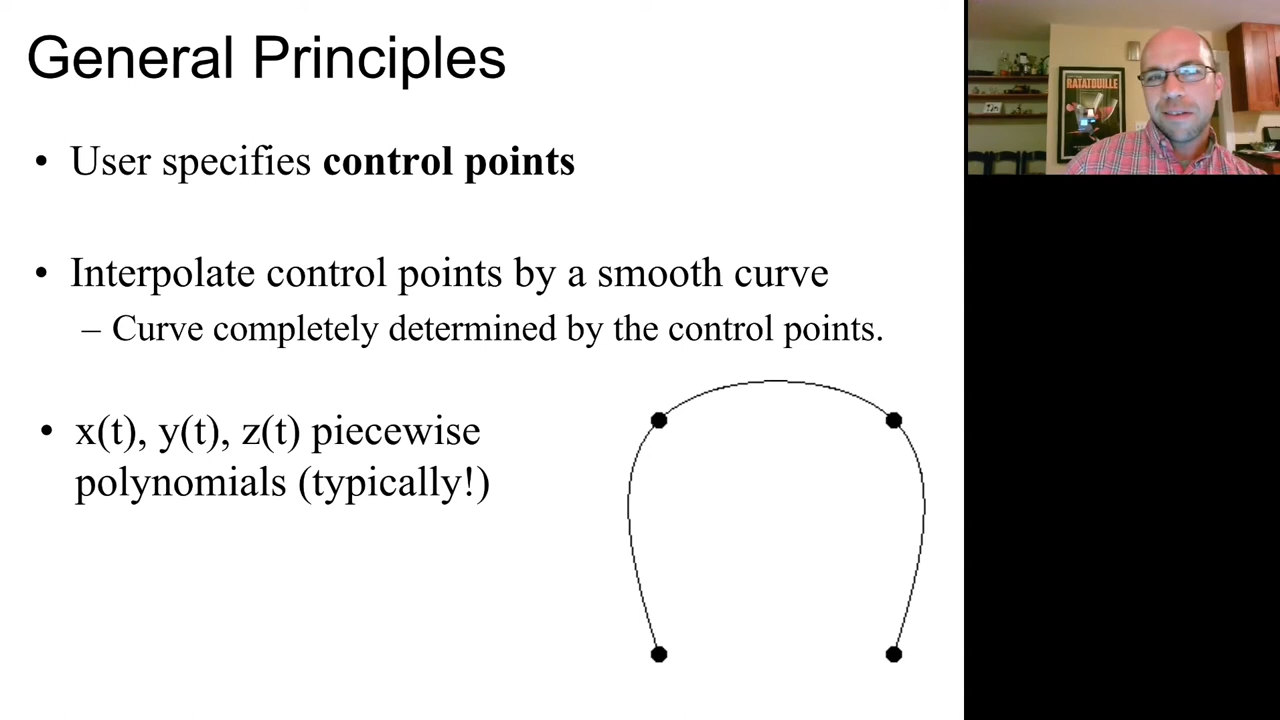 General Principles
• User specifies control points
• Interpolate control points by a smooth curve
– Curve completely determined by the control points.
• x(t), y(t), z(t) piecewise
polynomials (typically!)
RATATOUILLE